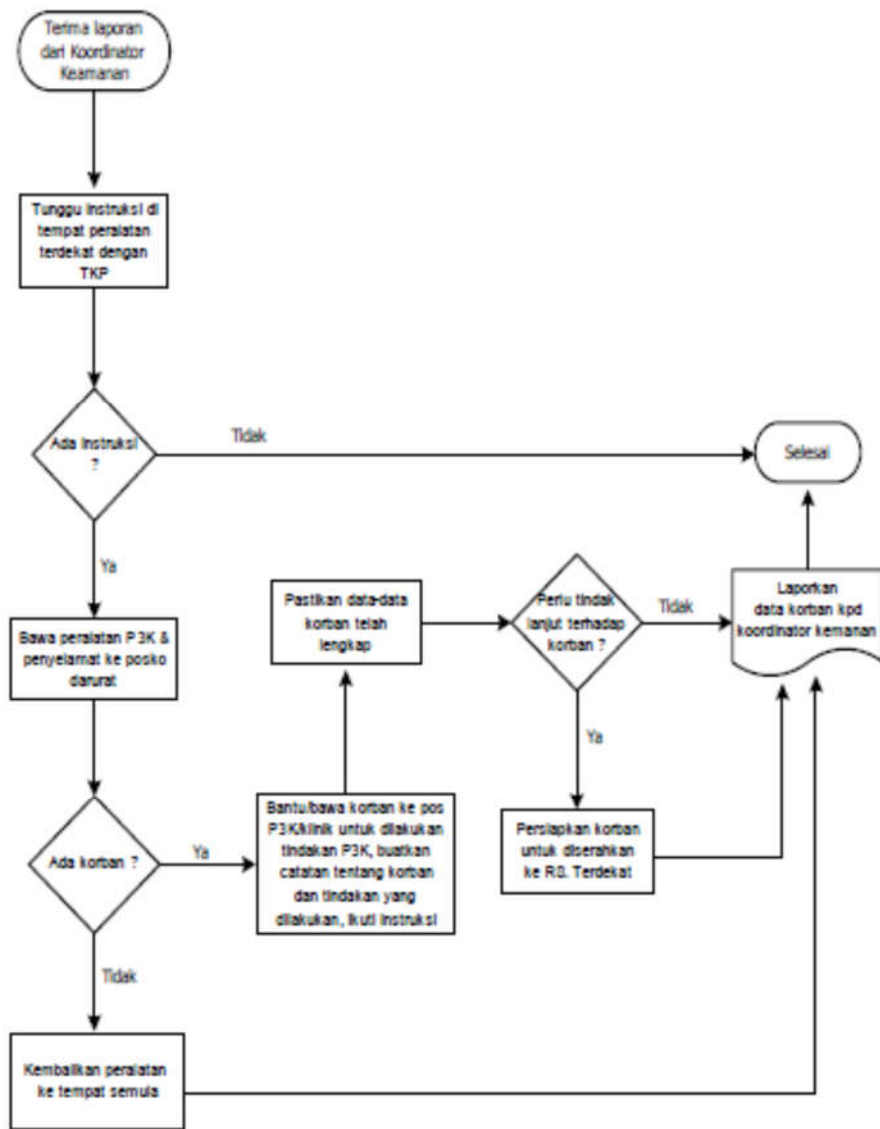 Terima laporan
dari Koordinator
Keamanan
Tunggu instruksi di
tempat peralatan
terdekat dengan
TKP
Ada instruksi
?
Tidak
Selesai
Ya
Bawa peralatan P3K &
penyelamat ke posko
darurat
Pastikan data-data
korban telah
lengkap
Perlu tindak
lanjut terhadap
korban ?
Tidak
Laporkan
data korban kpd
koordinator kemanan
Ya
Ada korban ?
Ya
Bantu/bawa korban ke pos
P3K/klinik untuk dilakukan
tindakan P3K, buatkan
catatan tentang korban
dan tindakan yang
dilakukan, ikuti instruksi
Persiapkan korban
untuk diserahkan
ke RS. Terdekat
Tidak
Kembalikan peralatan
ke tempat semula